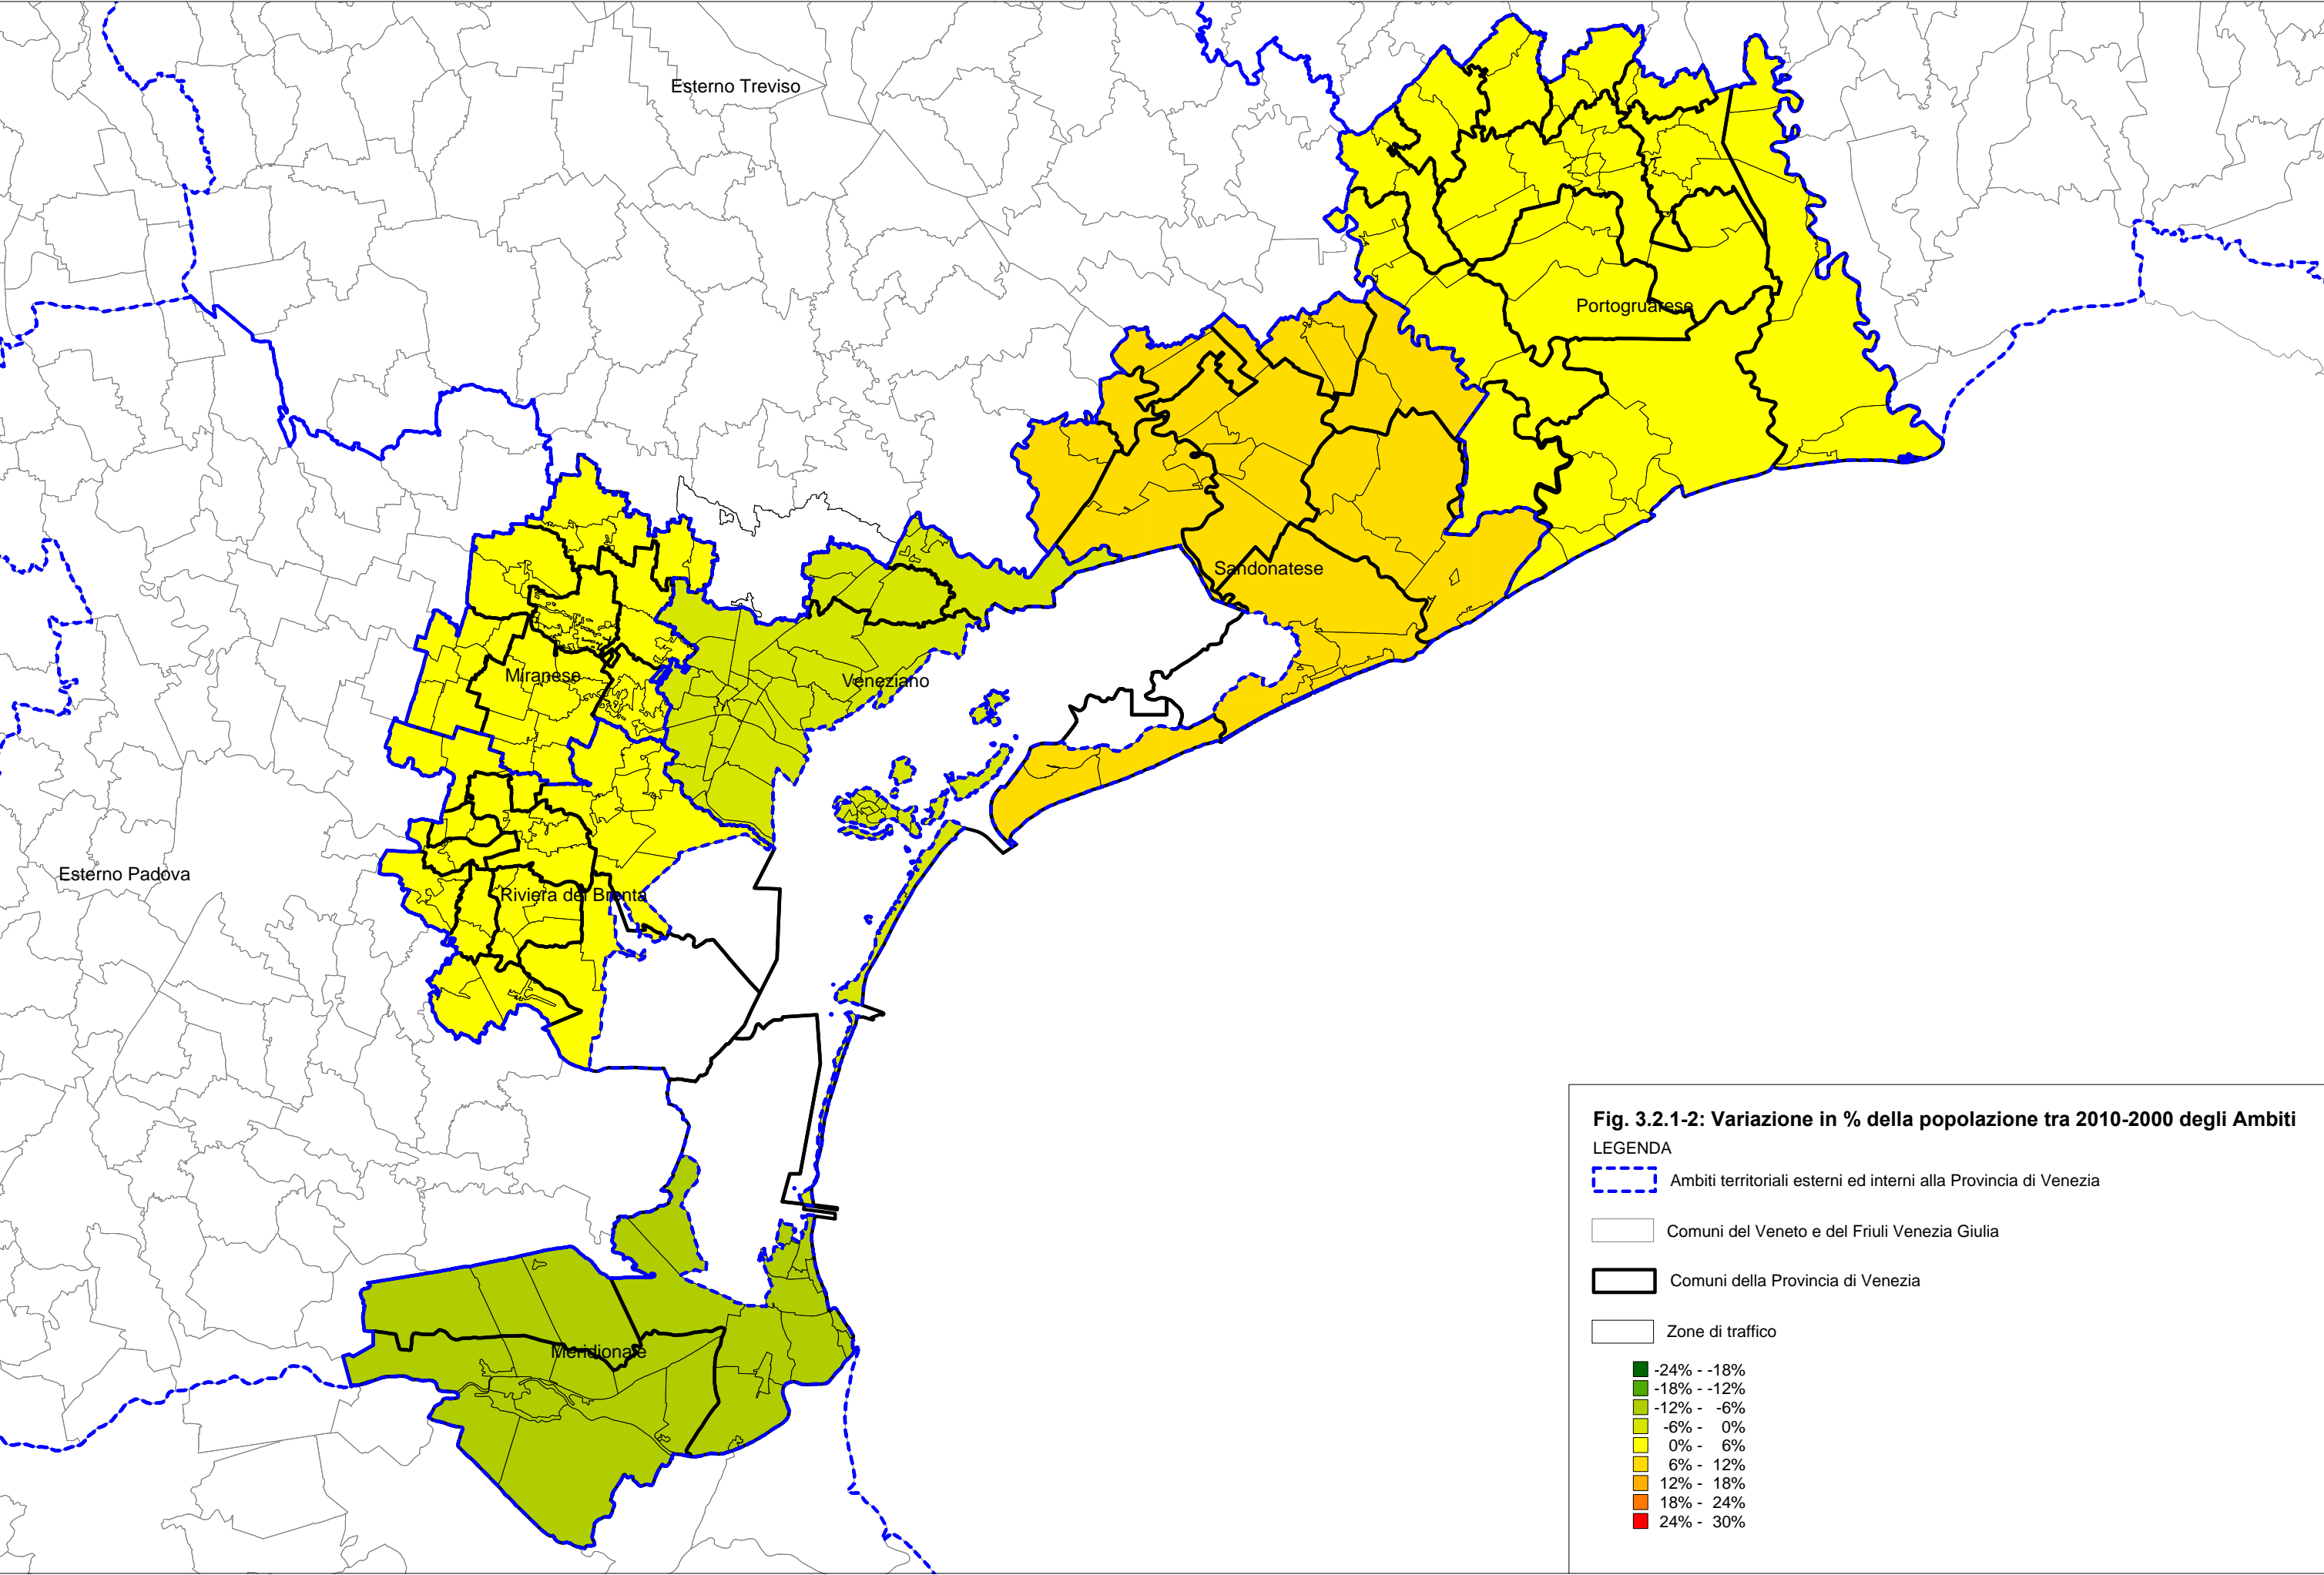 Esterno Treviso
Portogruarese
Sandonatese
Miranese
Veneziano
Esterno Padova
Riviera del Brenta
Meridionale
Fig. 3.2.1-2: Variazione in % della popolazione tra 2010-2000 degli Ambiti
LEGENDA
Ambiti territoriali esterni ed interni alla Provincia di Venezia
Comuni del Veneto e del Friuli Venezia Giulia
Comuni della Provincia di Venezia
Zone di traffico
-24% - -18%
-18% - -12%
-12% - -6%
-6% - 0%
0% - 6%
6% - 12%
12% - 18%
18% - 24%
24% - 30%